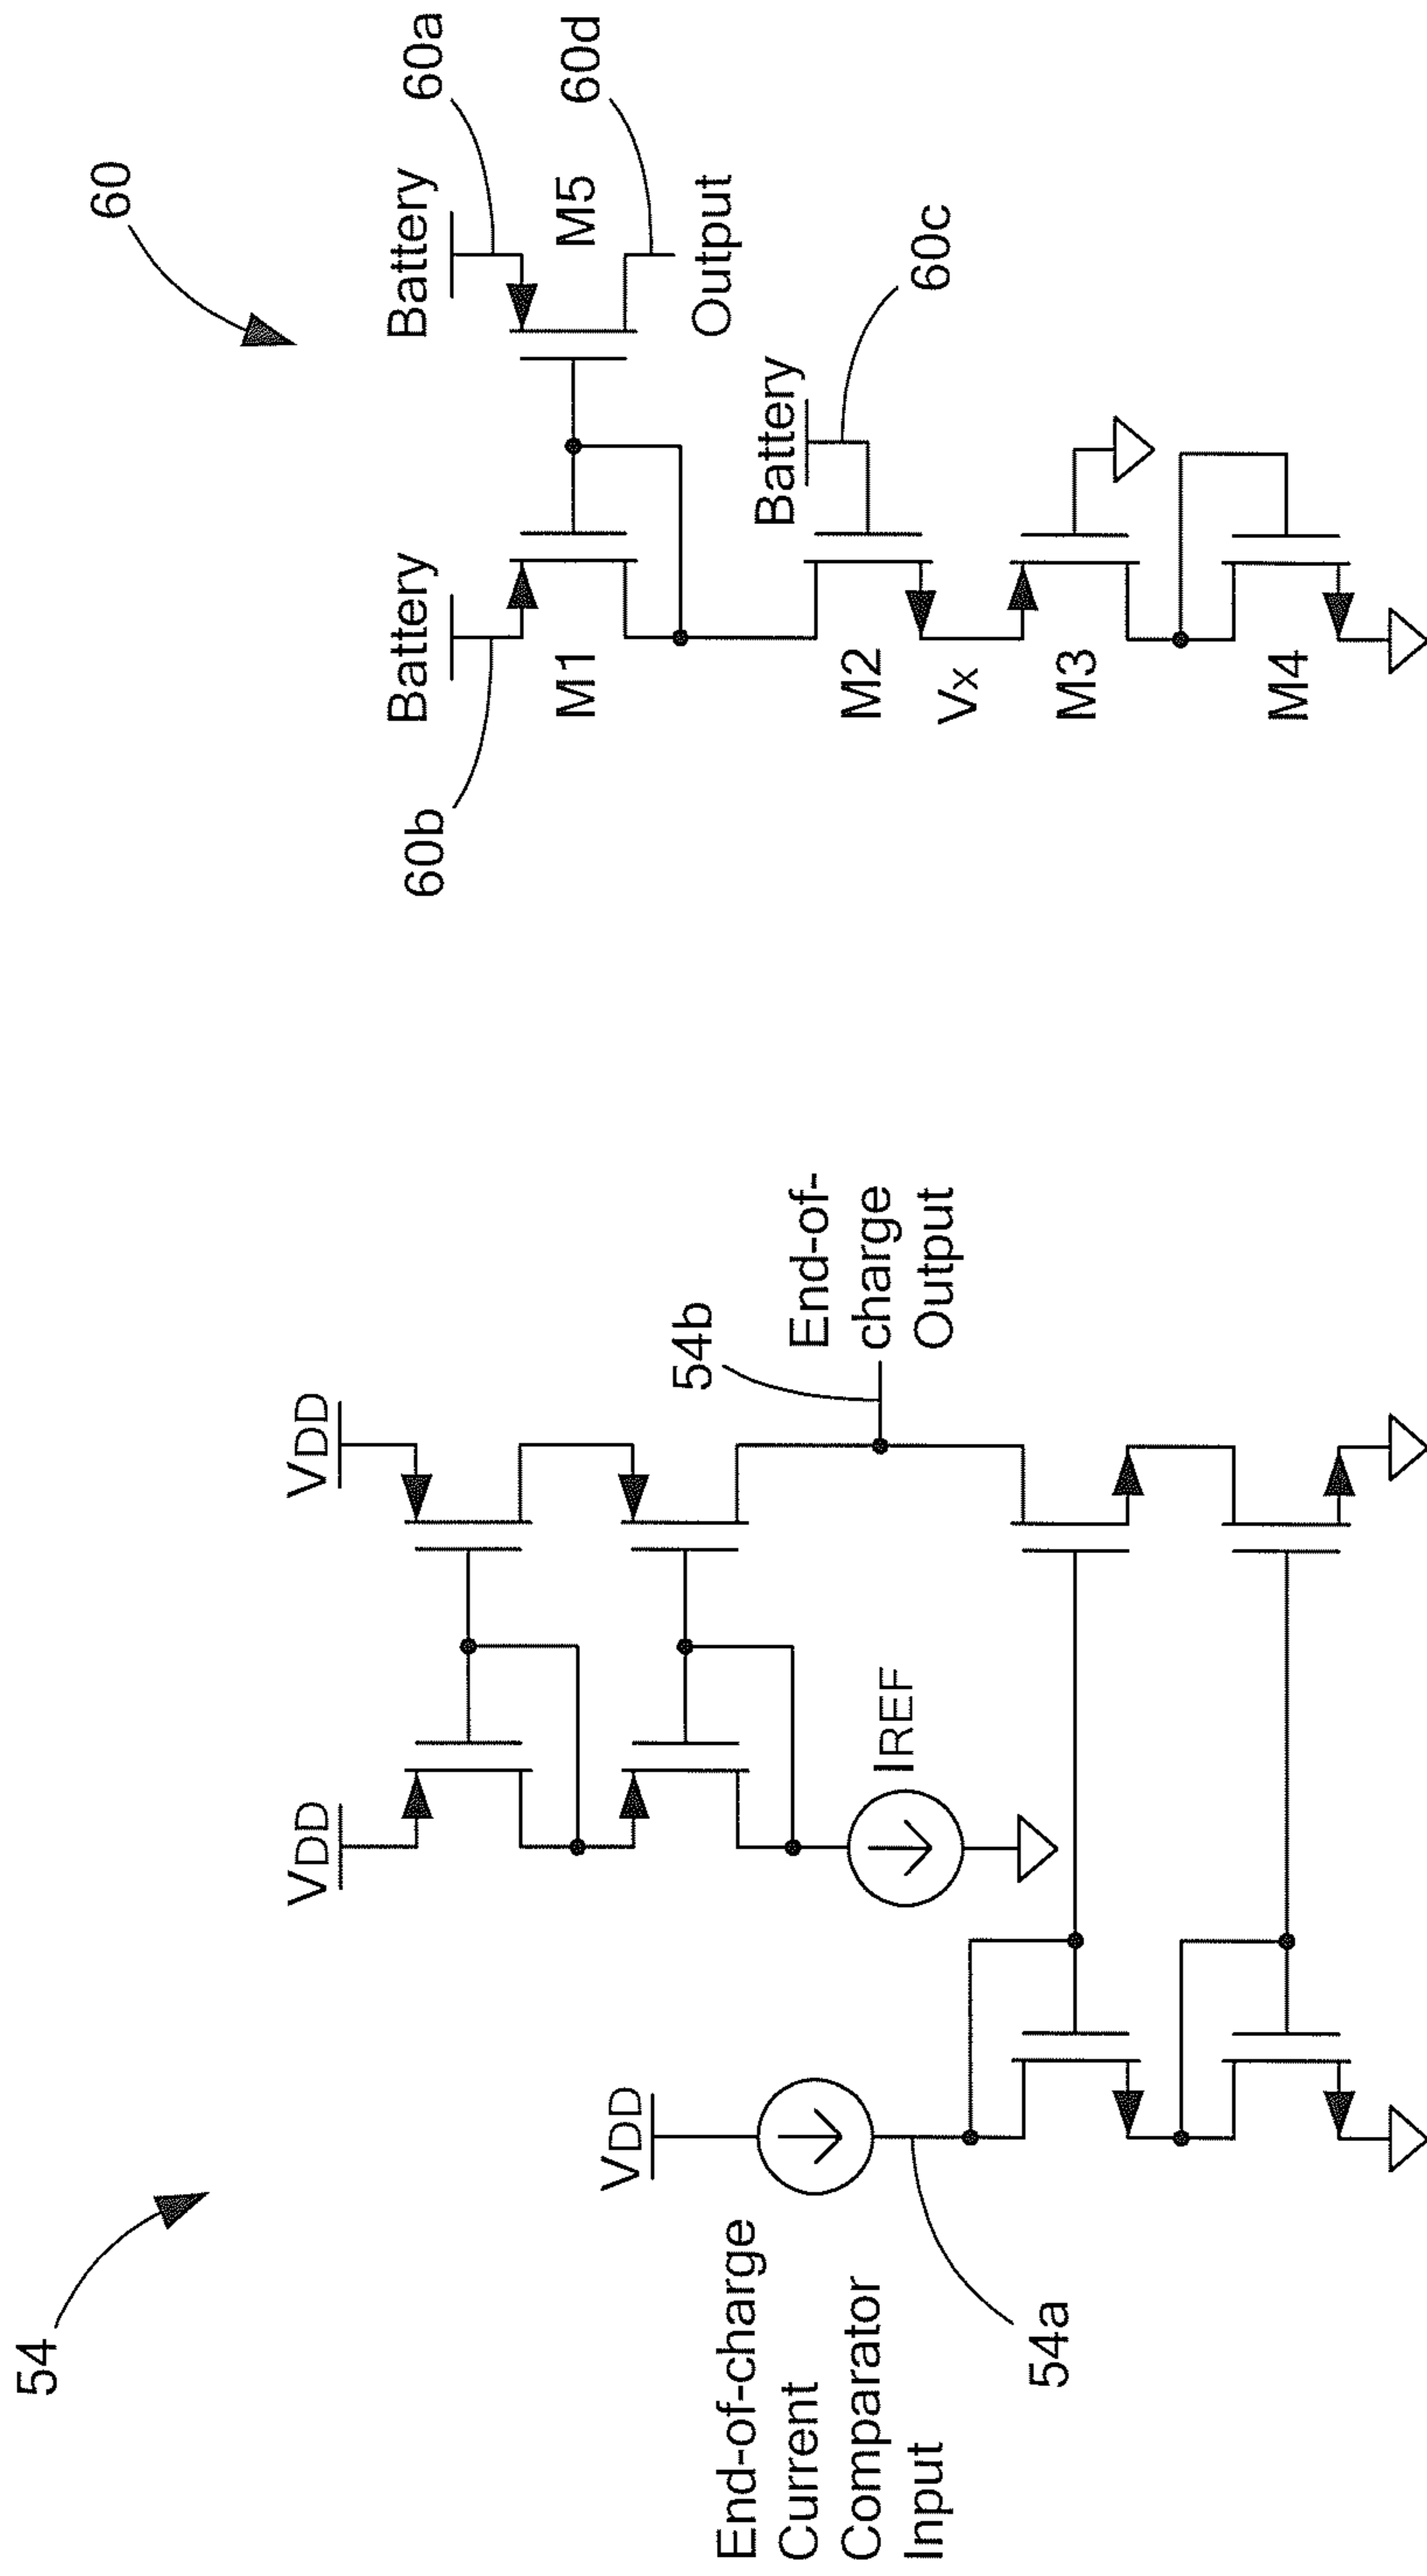 54
VDD
VDD
VDD
End-of-charge
Current
Comparator
Input
54a
IREF
54b
End-of-
charge
Output
60
Battery
60b
M1
Battery
60a
M5
60d
Output
Battery
60c
M2
VX
M3
M4